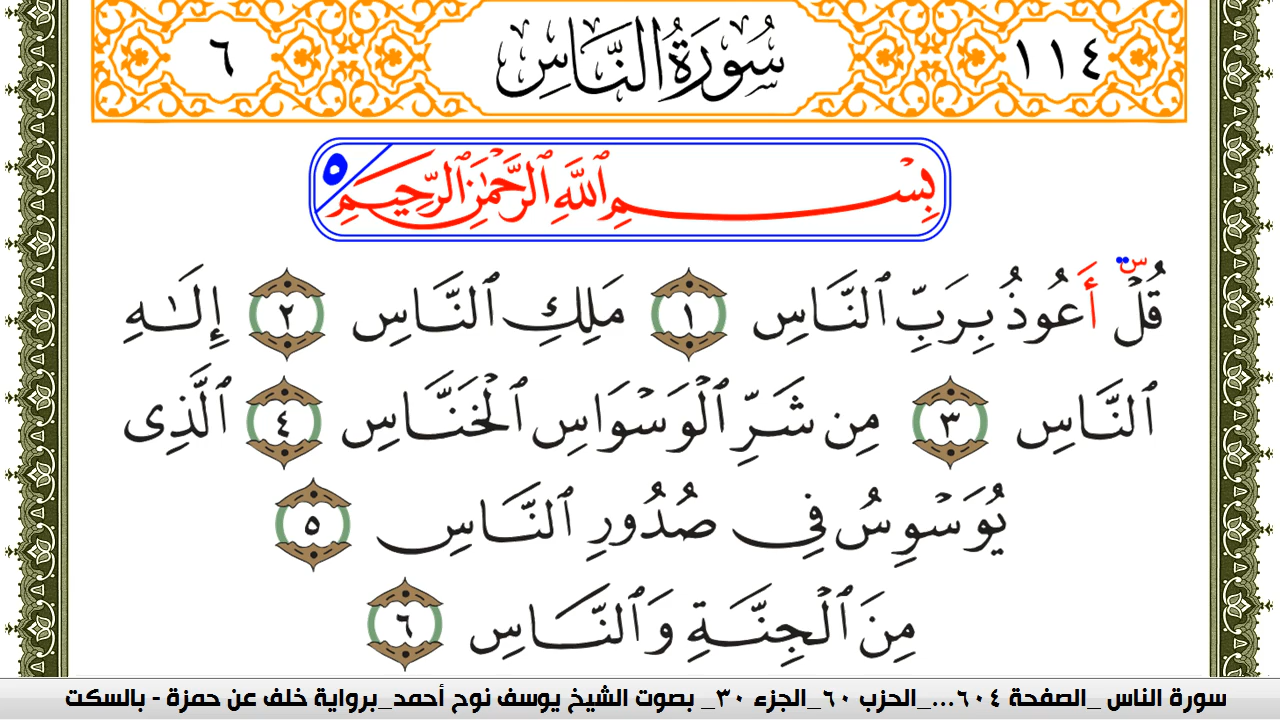 ١١٤ سُورَةُ النَّاسِ ٦
بِسْمِ ٱللَّهِ ٱلرَّحْمَٰنِ ٱلرَّحِيمِ ٥
قُلۡ أَعُوذُ بِرَبِّ ٱلنَّاسِ ١ مَلِكِ ٱلنَّاسِ ٢ إِلَٰهِ
ٱلنَّاسِ ٣ مِن شَرِّ ٱلۡوَسۡوَاسِ ٱلۡخَنَّاسِ ٤ ٱلَّذِى
يُوَسۡوِسُ فِى صُدُورِ ٱلنَّاسِ ٥
مِنَ ٱلۡجِنَّةِ وَٱلنَّاسِ ٦
سورة الناس _الصفحة ٦٠٤..._الحزب ٦٠_الجزء ٣٠_ بصوت الشيخ يوسف نوح أحمد_برواية خلف عن حمزة - بالسكت